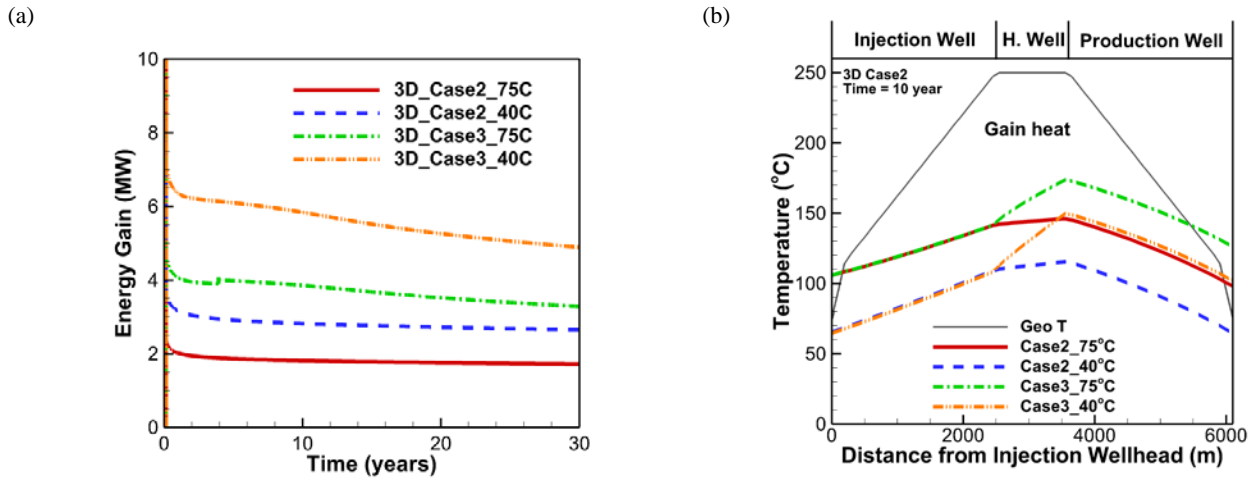 (a)
10
8
6
4
2
0
Energy Gain (MW)
3D_Case2_75C
3D_Case2_40C
3D_Case3_75C
3D_Case3_40C
0 10 20 30
Time (years)
(b)
Injection Well H. Well Production Well
250
200
150
100
50
0
Temperature (°C)
3D Case2
Time = 10 year
Gain heat
Geo T
Case2_75°C
Case2_40°C
Case3_75°C
Case3_40°C
0 2000 4000 6000
Distance from Injection Wellhead (m)